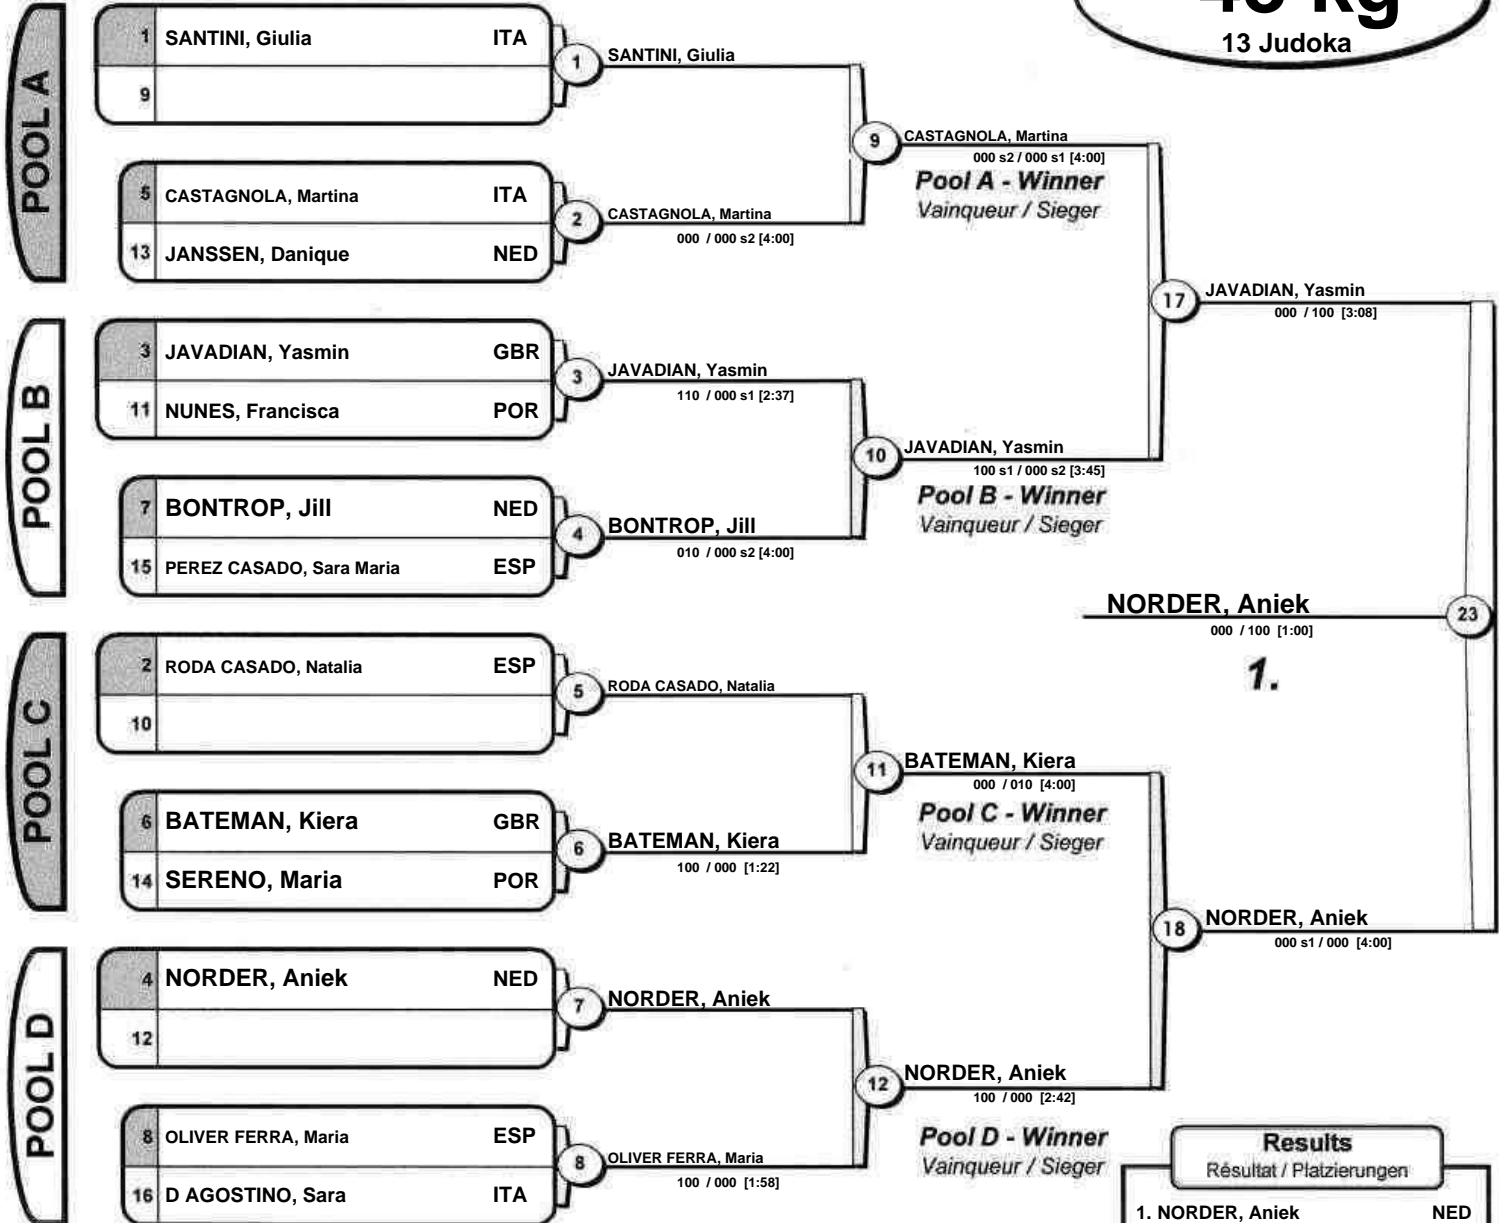 13 Judoka
POOL A
1 SANTINI, Giulia ITA
9
1
SANTINI, Giulia
5 CASTAGNOLA, Martina ITA
13 JANSSEN, Danique NED
2
CASTAGNOLA, Martina
000 / 000 s2 [4:00]
9
CASTAGNOLA, Martina
000 s2 / 000 s1 [4:00]
Pool A - Winner
Vainqueur / Sieger
POOL B
3 JAVADIAN, Yasmin GBR
11 NUNES, Francisca POR
3
JAVADIAN, Yasmin
110 / 000 s1 [2:37]
7 BONTROP, Jill NED
15 PEREZ CASADO, Sara Maria ESP
4
BONTROP, Jill
010 / 000 s2 [4:00]
10
JAVADIAN, Yasmin
100 s1 / 000 s2 [3:45]
Pool B - Winner
Vainqueur / Sieger
17
JAVADIAN, Yasmin
000 / 100 [3:08]
NORDER, Aniek
23
000 / 100 [1:00]
1.
POOL C
2 RODA CASADO, Natalia ESP
10
5
RODA CASADO, Natalia
6 BATEMAN, Kiera GBR
14 SERENO, Maria POR
6
BATEMAN, Kiera
100 / 000 [1:22]
11
BATEMAN, Kiera
000 / 010 [4:00]
Pool C - Winner
Vainqueur / Sieger
18
NORDER, Aniek
000 s1 / 000 [4:00]
POOL D
4 NORDER, Aniek NED
12
7
NORDER, Aniek
8 OLIVER FERRA, Maria ESP
16 D AGOSTINO, Sara ITA
8
OLIVER FERRA, Maria
100 / 000 [1:58]
12
NORDER, Aniek
100 / 000 [2:42]
Pool D - Winner
Vainqueur / Sieger
Results
Résultat / Platzierungen
1. NORDER, Aniek NED